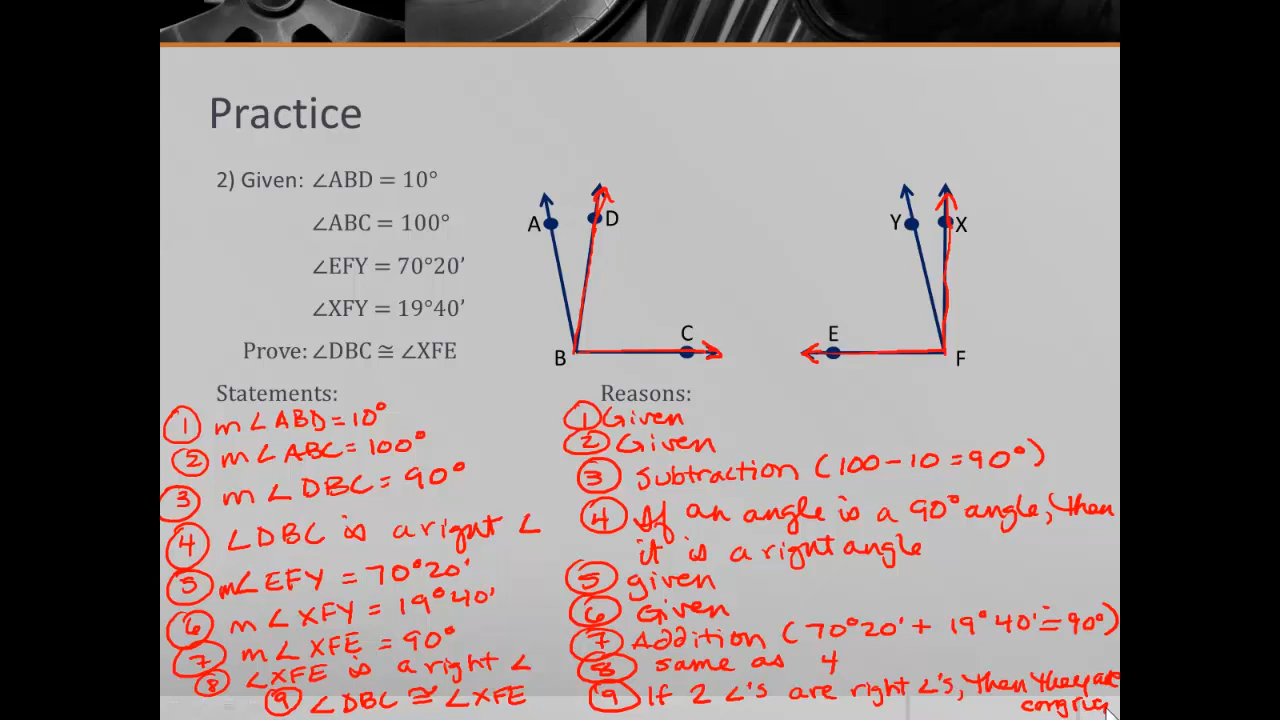 Practice
2) Given: ∠ABD = 10°
∠ABC = 100°
∠EFY = 70°20’
∠XFY = 19°40’
Prove: ∠DBC ≅ ∠XFE
A
D
B
C
Y
X
E
F
Statements:
① m∠ABD = 10°
② m∠ABC = 100°
③ m∠DBC = 90°
④ ∠DBC is a right ∠
⑤ m∠EFY = 70°20'
⑥ m∠XFY = 19°40'
⑦ m∠XFE = 90°
⑧ ∠XFE is a right ∠
⑨ ∠DBC ≅ ∠XFE
Reasons:
① Given
② Given
③ Subtraction (100 - 10 = 90°)
④ If an angle is a 90° angle, then
it is a right angle
⑤ given
⑥ Given
⑦ Addition (70°20' + 19°40' = 90°)
⑧ same as 4
⑨ If 2 ∠'s are right ∠'s, then they are